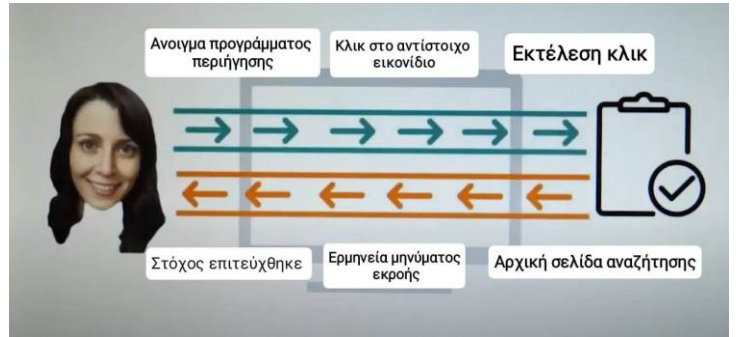 Ανοιγμα προγράμματος
περιήγησης
Κλικ στο αντίστοιχο
εικονίδιο
Εκτέλεση κλικ
Στόχος επιτεύχθηκε
Ερμηνεία μηνύματος
εκροής
Αρχική σελίδα αναζήτησης